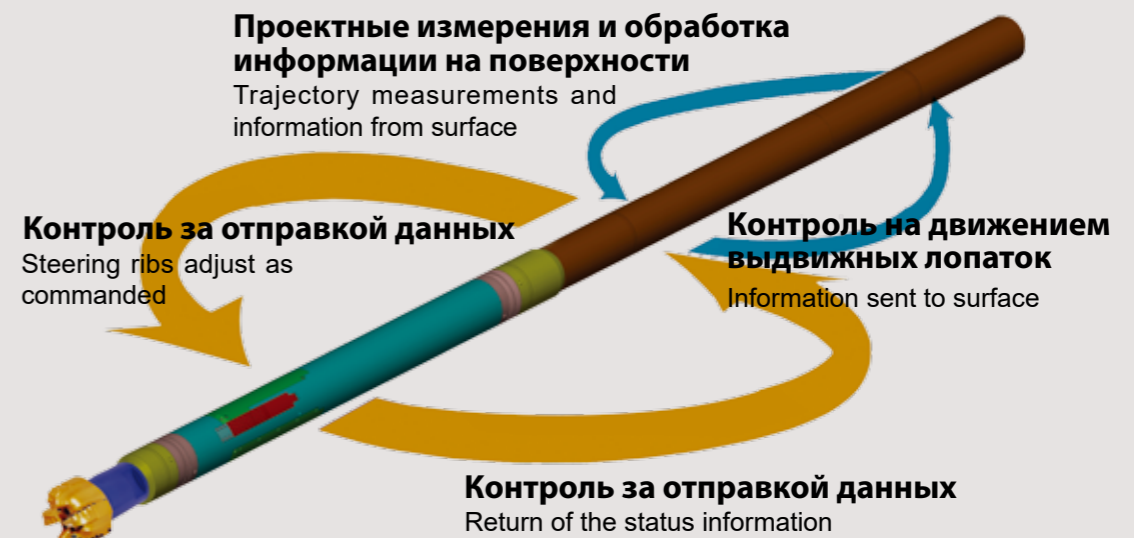 Проектные измерения и обработка
информации на поверхности
Trajectory measurements and
information from surface
Контроль за отправкой данных
Steering ribs adjust as
commanded
Контроль на движением
выдвижных лопаток
Information sent to surface
Контроль за отправкой данных
Return of the status information